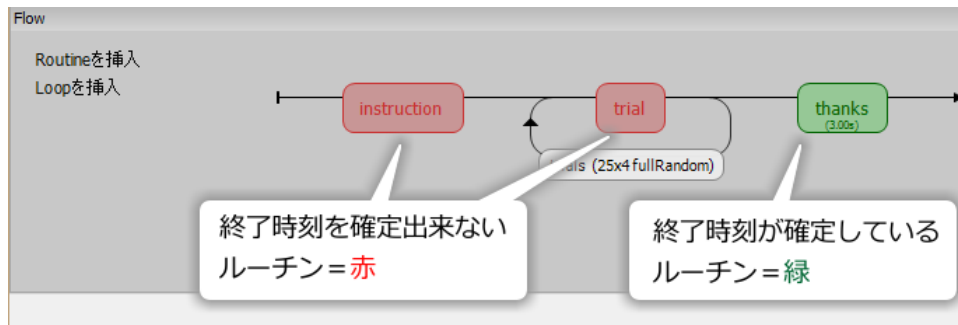 Flow
Routineを挿入
Loopを挿入
instruction
trial
thanks
(3.00s)
(25x4 fullRandom)
終了時刻を確定出来ない
ルーチン＝赤
終了時刻が確定している
ルーチン＝緑